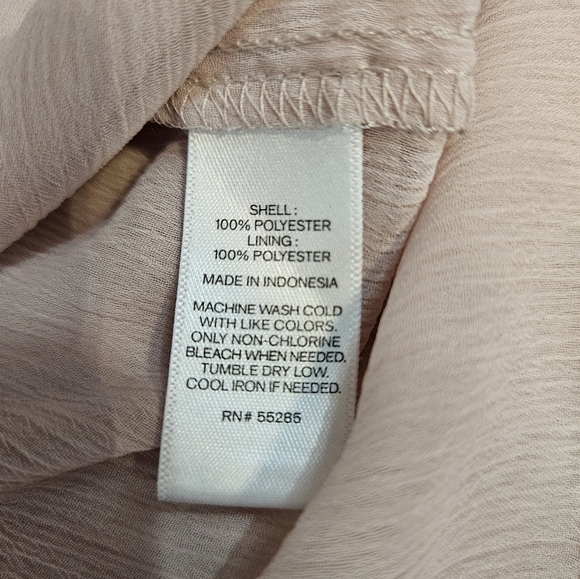 SHELL:
100% POLYESTER
LINING:
100% POLYESTER
MADE IN INDONESIA
MACHINE WASH COLD
WITH LIKE COLORS.
ONLY NON-CHLORINE
BLEACH WHEN NEEDED.
TUMBLE DRY LOW.
COOL IRON IF NEEDED.
RN# 55285